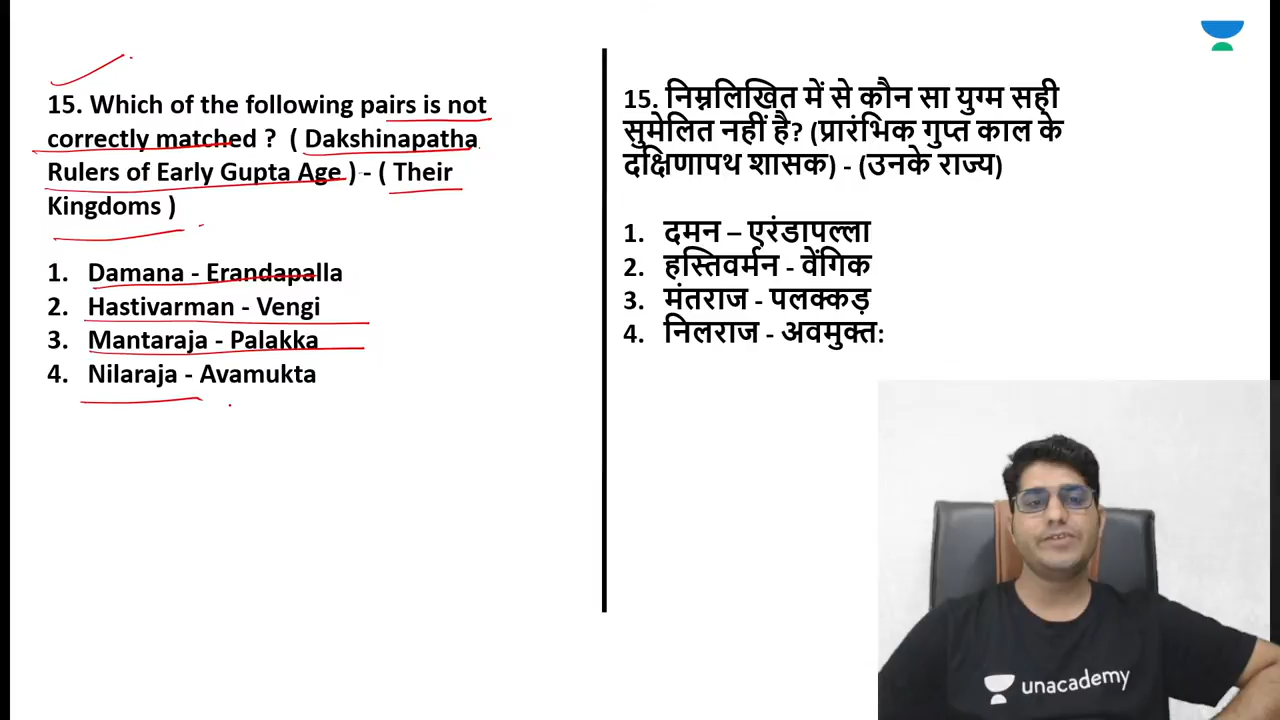 15. Which of the following pairs is not
correctly matched ? ( Dakshinapatha
Rulers of Early Gupta Age ) - ( Their
Kingdoms )
1. Damana - Erandapalla
2. Hastivarman - Vengi
3. Mantaraja - Palakka
4. Nilaraja - Avamukta
15. निम्नलिखित में से कौन सा युग्म सही
सुमेलित नहीं है? (प्रारंभिक गुप्त काल के
दक्षिणापथ शासक) - (उनके राज्य)
1. दमन – एरंडापल्ला
2. हस्तिवर्मन - वेंगिक
3. मंतराज - पलक्कड़
4. निलराज - अवमुक्त:
unacademy